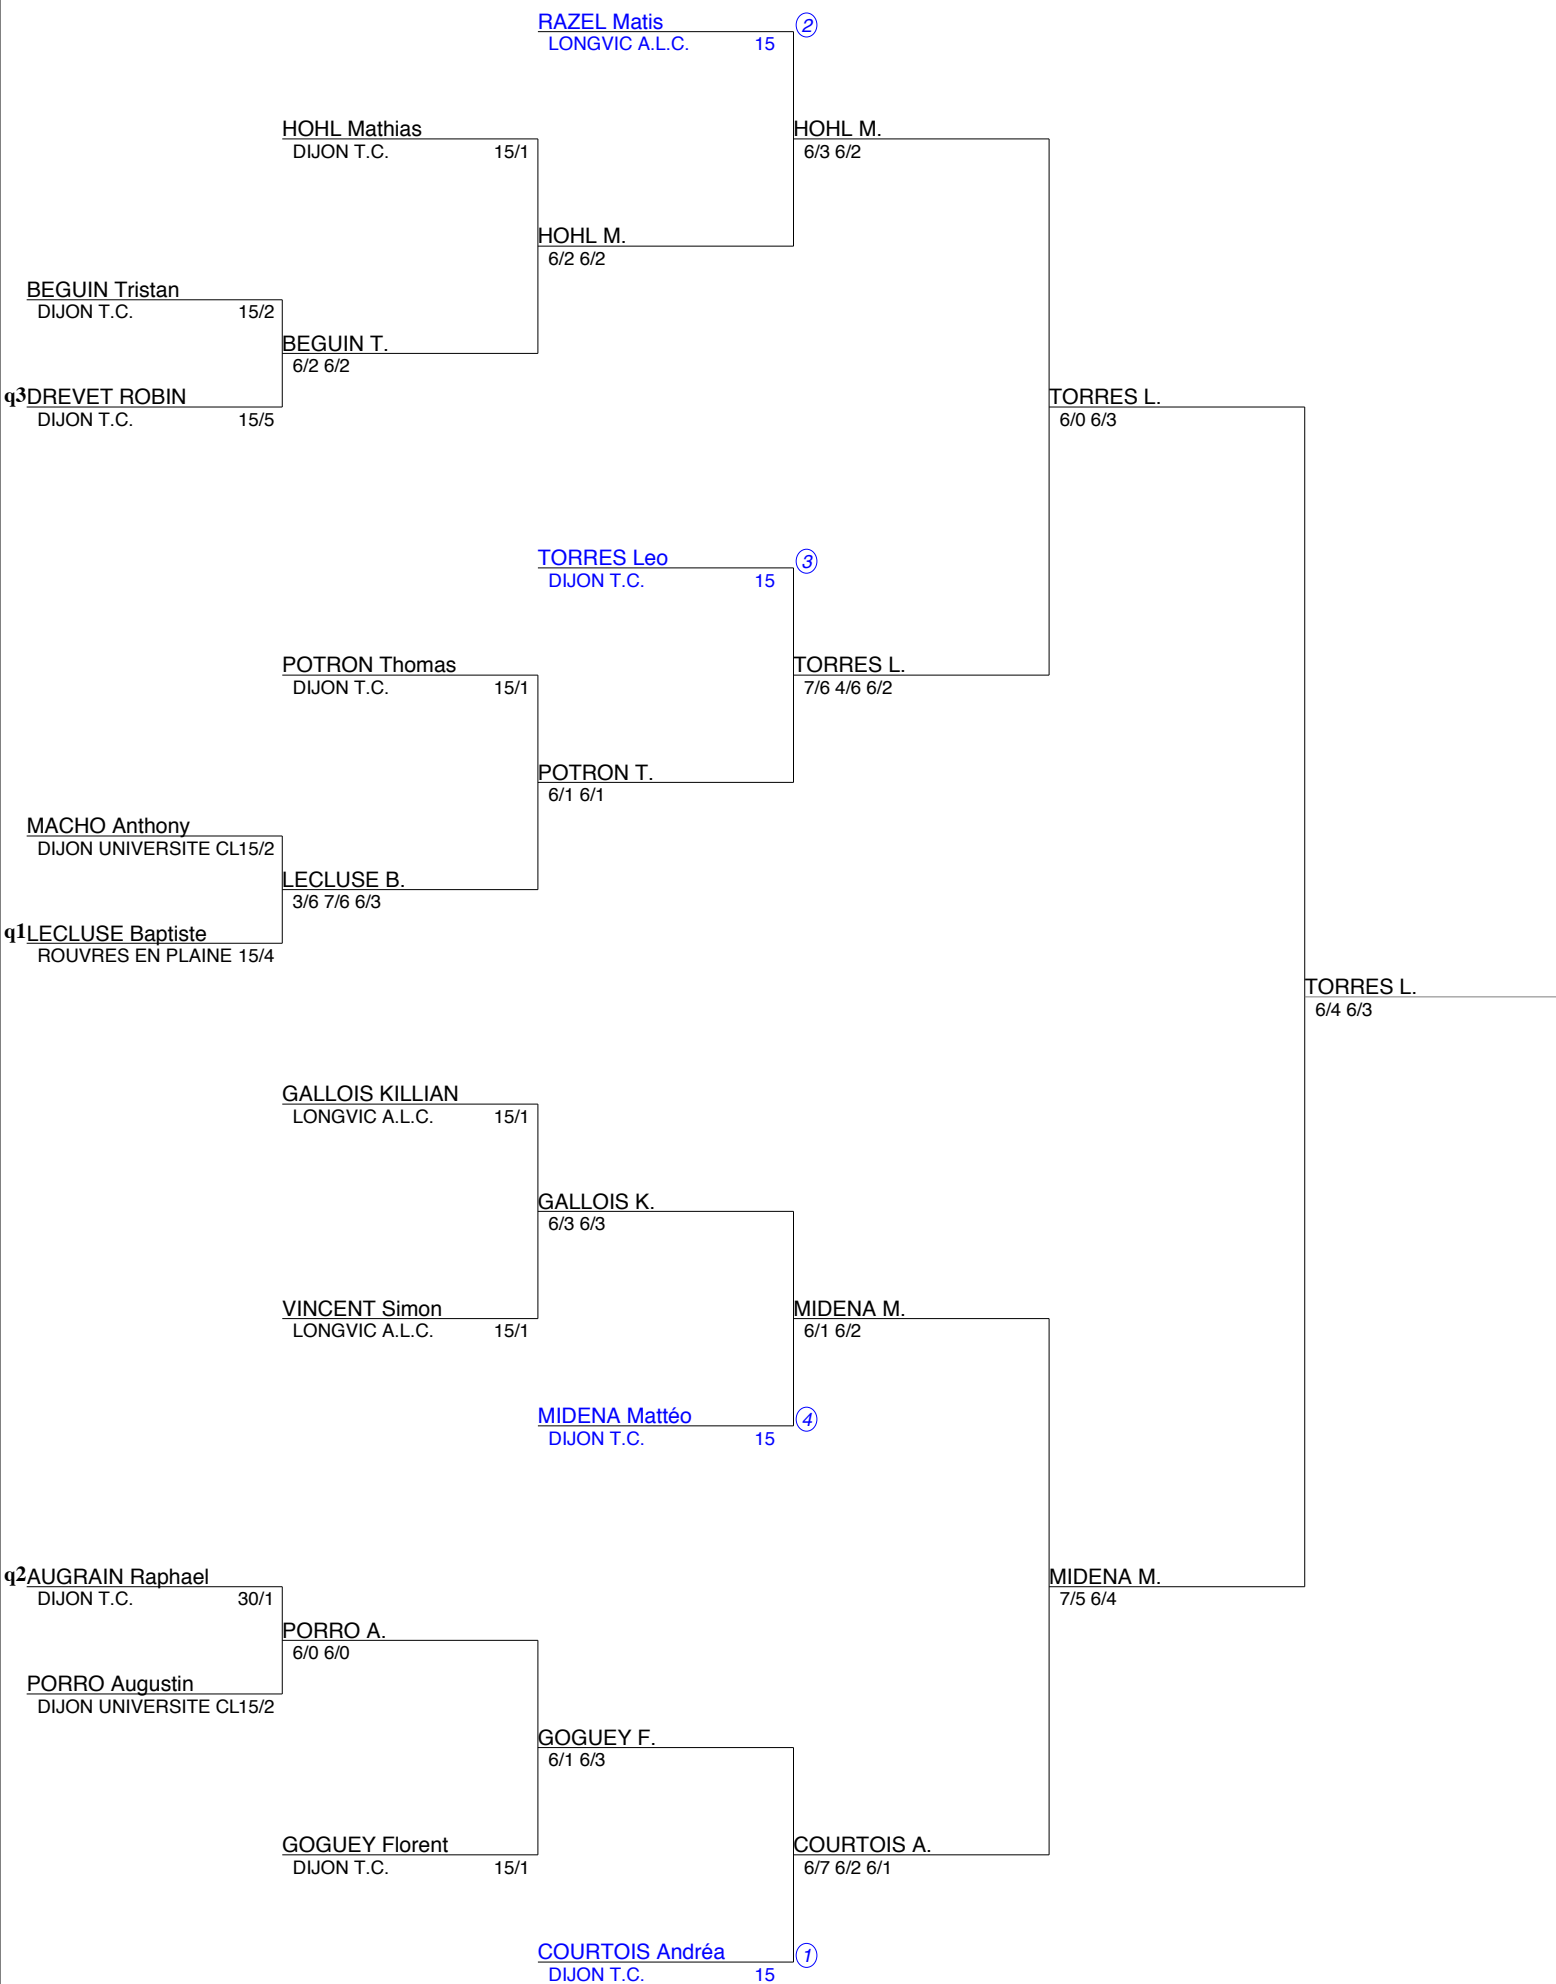 RAZEL Matis 2
LONGVIC A.L.C. 15
HOHL Mathias HOHL M.
DIJON T.C. 15/1 6/3 6/2
HOHL M.
6/2 6/2
BEGUIN Tristan
DIJON T.C. 15/2
BEGUIN T.
6/2 6/2
q3 DREVET ROBIN TORRES L.
DIJON T.C. 15/5 6/0 6/3
TORRES Leo 3
DIJON T.C. 15
POTRON Thomas TORRES L.
DIJON T.C. 15/1 7/6 4/6 6/2
POTRON T.
6/1 6/1
MACHO Anthony
DIJON UNIVERSITE CL15/2
LECLUSE B.
3/6 7/6 6/3
q1 LECLUSE Baptiste
ROUVRES EN PLAINE 15/4
TORRES L.
6/4 6/3
GALLOIS KILLIAN
LONGVIC A.L.C. 15/1
GALLOIS K.
6/3 6/3
VINCENT Simon MIDENA M.
LONGVIC A.L.C. 15/1 6/1 6/2
MIDENA Mattéo 4
DIJON T.C. 15
q2 AUGRAIN Raphael MIDENA M.
DIJON T.C. 30/1 7/5 6/4
PORRO A.
6/0 6/0
PORRO Augustin
DIJON UNIVERSITE CL15/2
GOGUEY F.
6/1 6/3
GOGUEY Florent COURTOIS A.
DIJON T.C. 15/1 6/7 6/2 6/1
COURTOIS Andréa 1
DIJON T.C. 15